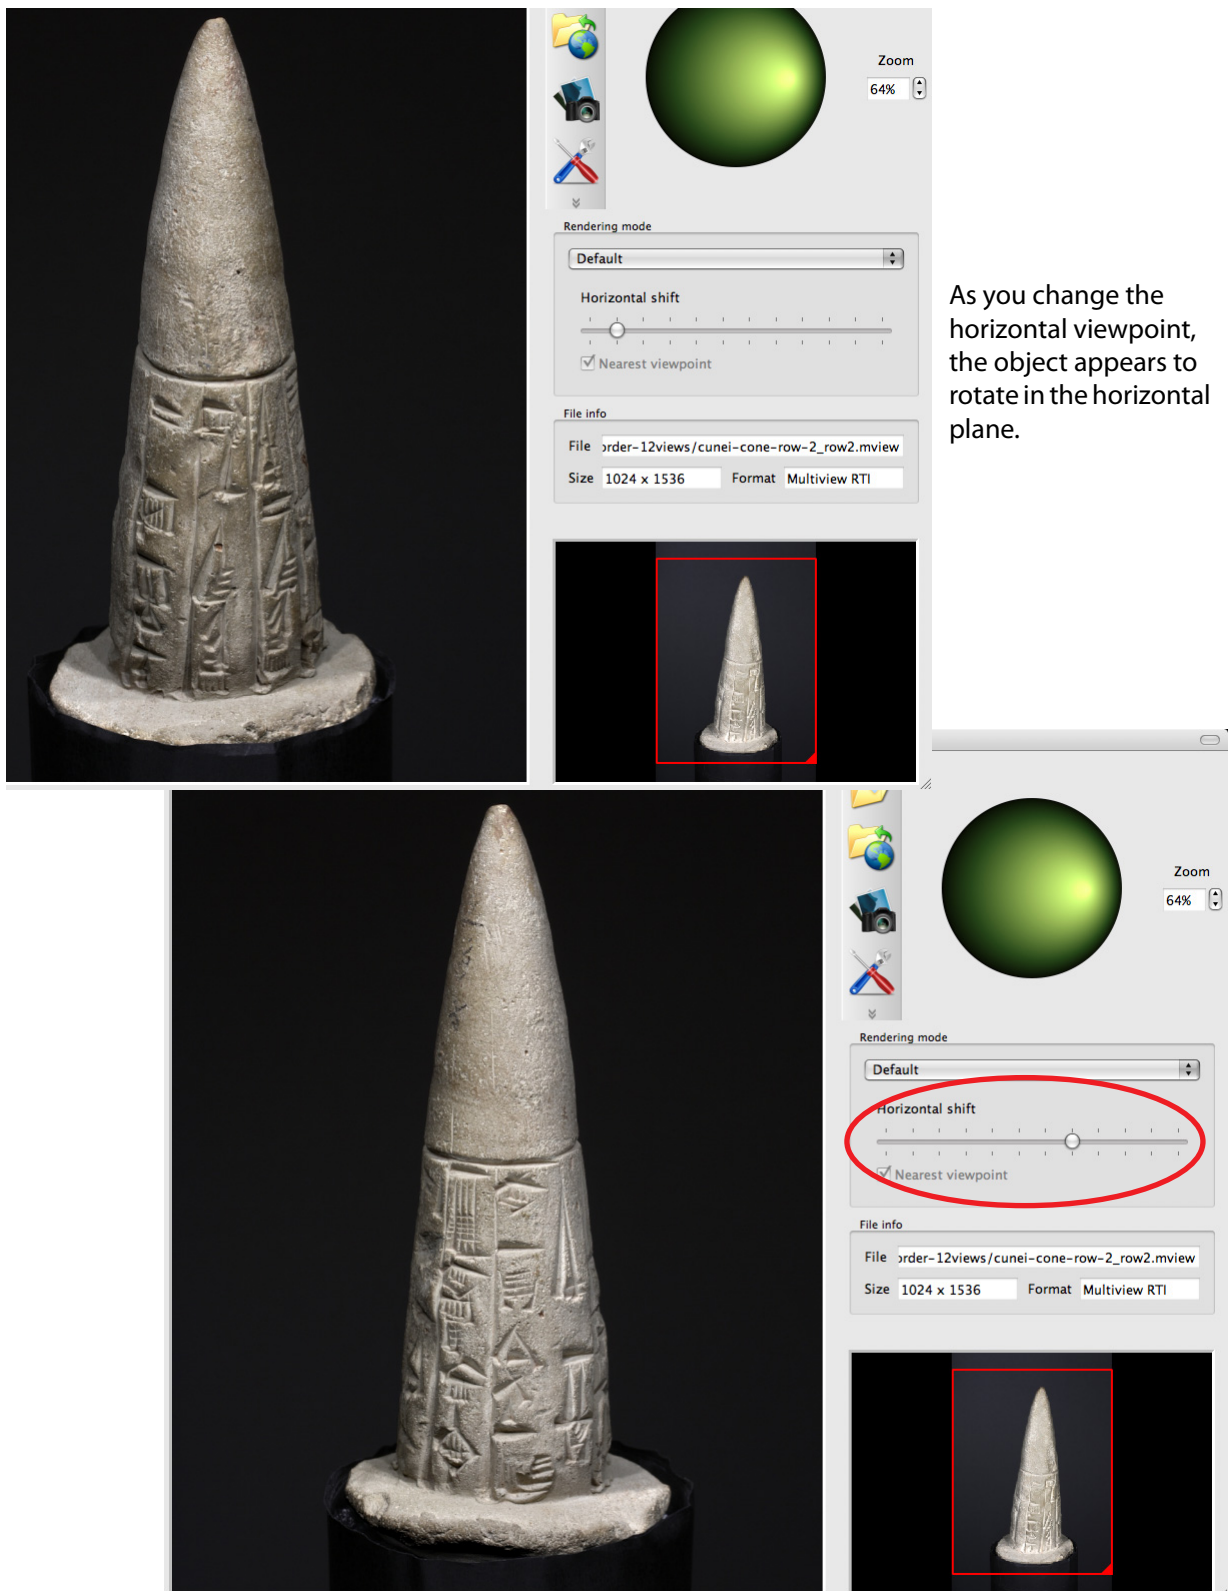 Zoom
64%
Rendering mode
Default
Horizontal shift
Nearest viewpoint
File info
File order-12views/cunei-cone-row-2_row2.mview
Size 1024 x 1536 Format Multiview RTI
As you change the
horizontal viewpoint,
the object appears to
rotate in the horizontal
plane.
Zoom
64%
Rendering mode
Default
Horizontal shift
Nearest viewpoint
File info
File order-12views/cunei-cone-row-2_row2.mview
Size 1024 x 1536 Format Multiview RTI